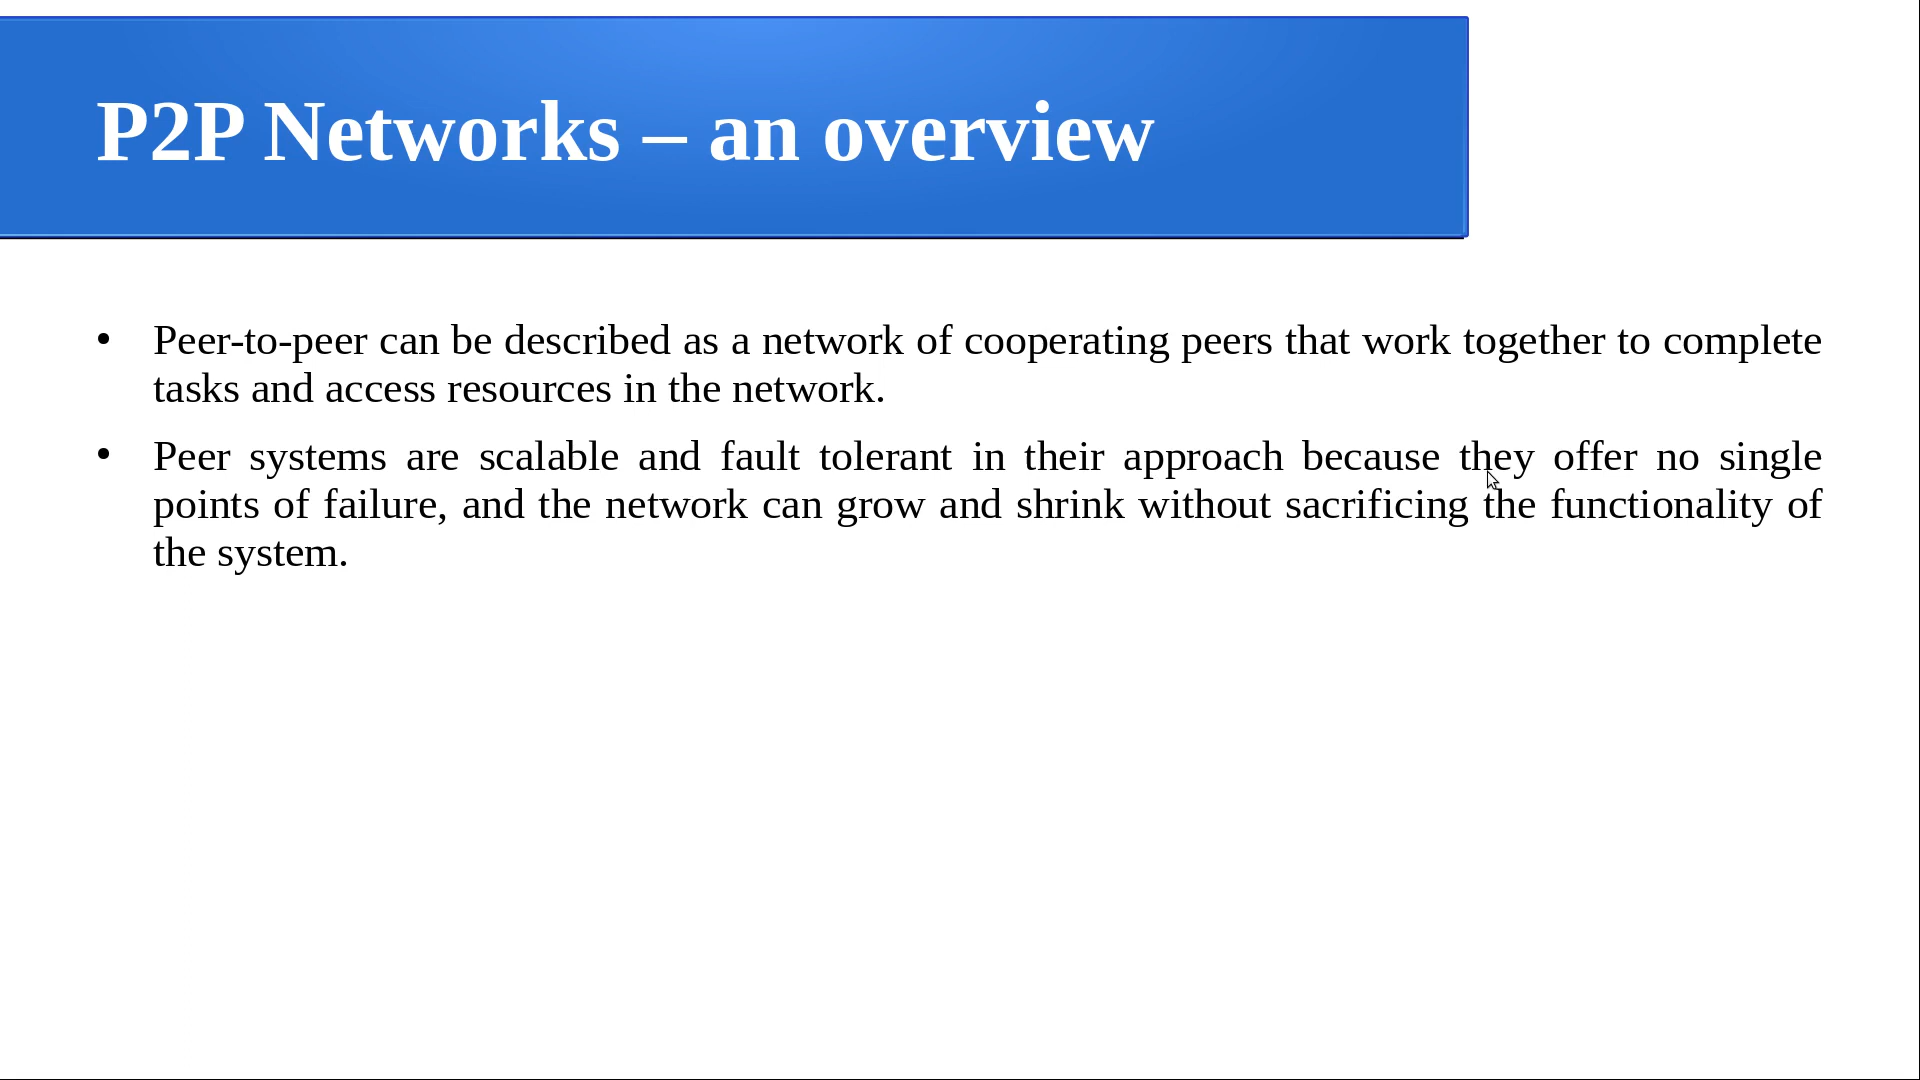 P2P Networks – an overview
• Peer-to-peer can be described as a network of cooperating peers that work together to complete
tasks and access resources in the network.
• Peer systems are scalable and fault tolerant in their approach because they offer no single
points of failure, and the network can grow and shrink without sacrificing the functionality of
the system.